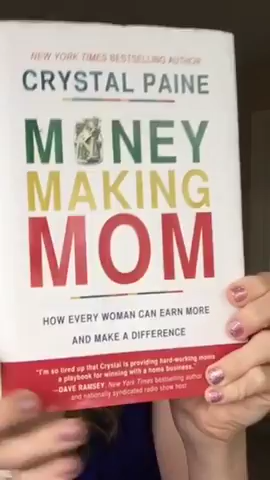 NEW YORK TIMES BESTSELLING AUTHOR
CRYSTAL PAINE
MONEY
MAKING
MOM
HOW EVERY WOMAN CAN EARN MORE
AND MAKE A DIFFERENCE
"I'm so fired up that Crystal is providing hard-working moms
a playbook for winning with a home business."
—DAVE RAMSEY, New York Times bestselling author
and nationally syndicated radio show host